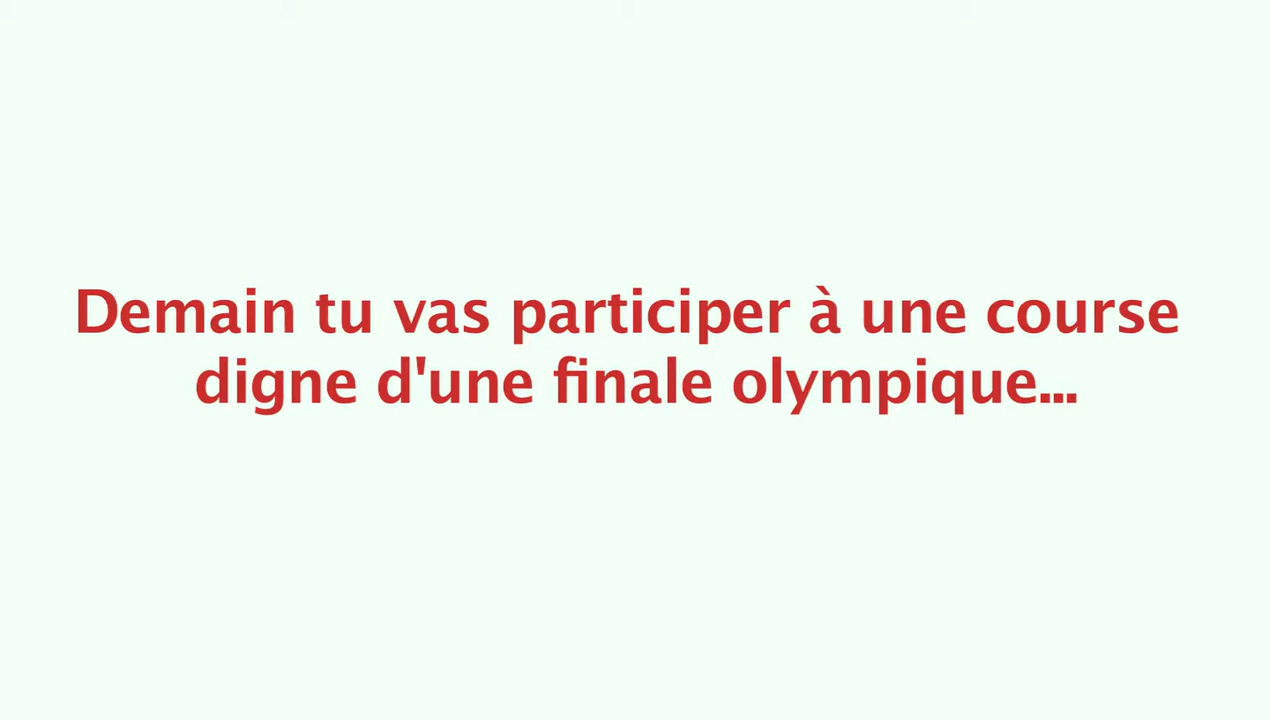 Demain tu vas participer à une course
digne d'une finale olympique...